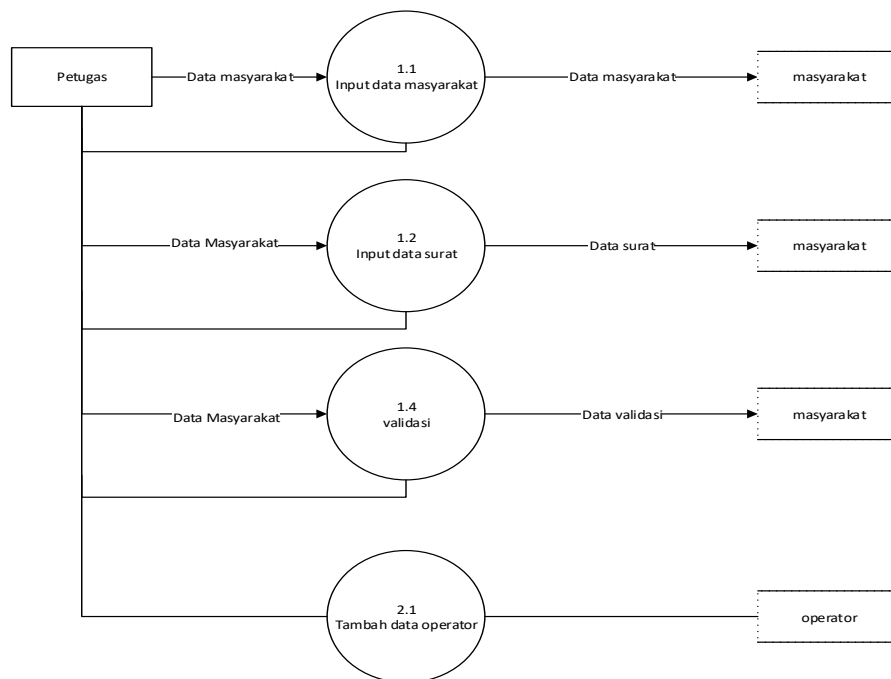 Petugas
Data masyarakat
1.1
Input data masyarakat
Data masyarakat
masyarakat
Data Masyarakat
1.2
Input data surat
Data surat
masyarakat
Data Masyarakat
1.4
validasi
Data validasi
masyarakat
2.1
Tambah data operator
operator